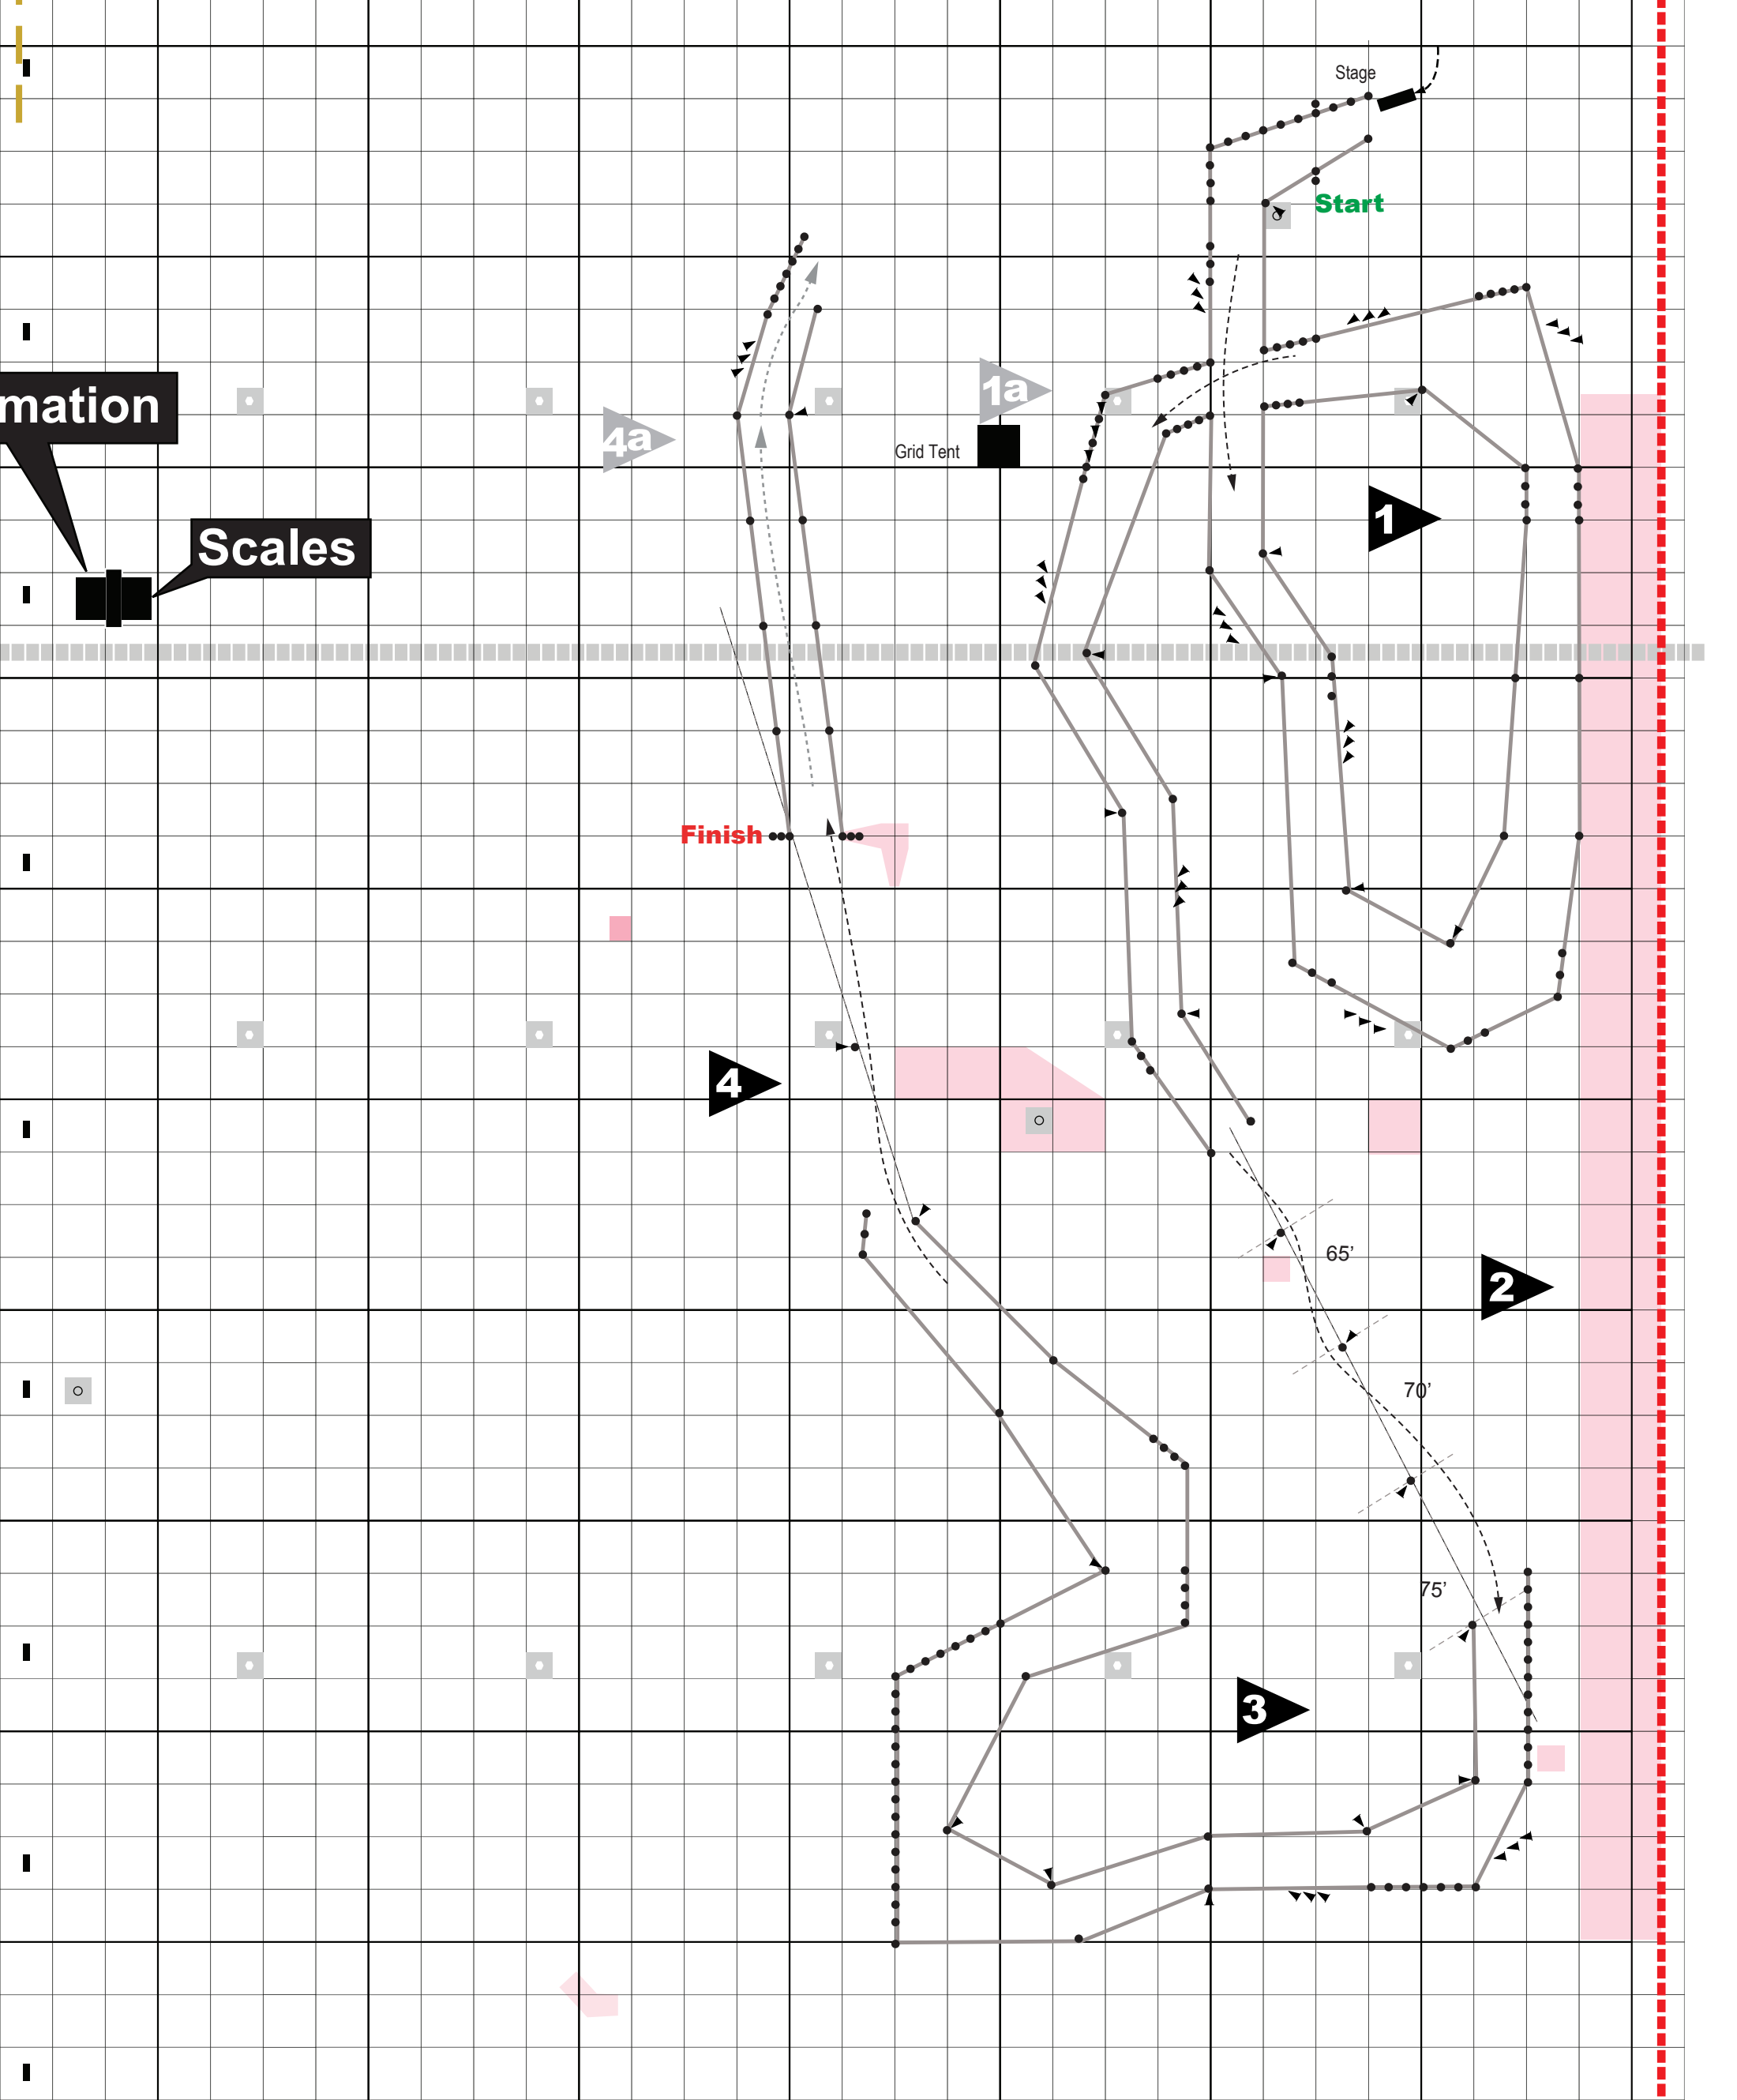 Stage
Start
1a
mation
4a
Grid Tent
1
Scales
Finish
4
65’
2
70’
75’
3